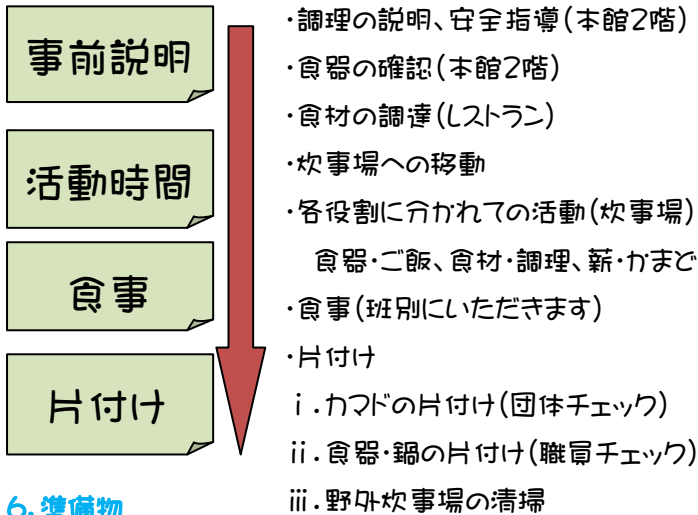 事前説明
活動時間
食事
片付け
・調理の説明、安全指導(本館2階)
・食器の確認(本館2階)
・食材の調達(レストラン)
・炊事場への移動
・各役割に分かれての活動(炊事場)
食器・ご飯、食材・調理、薪・かまど
・食事(班別にいただきます)
・片付け
ⅰ.カマドの片付け(団体チェック)
ⅱ.食器・鍋の片付け(職員チェック)
ⅲ.野外炊事場の清掃
6.準備物